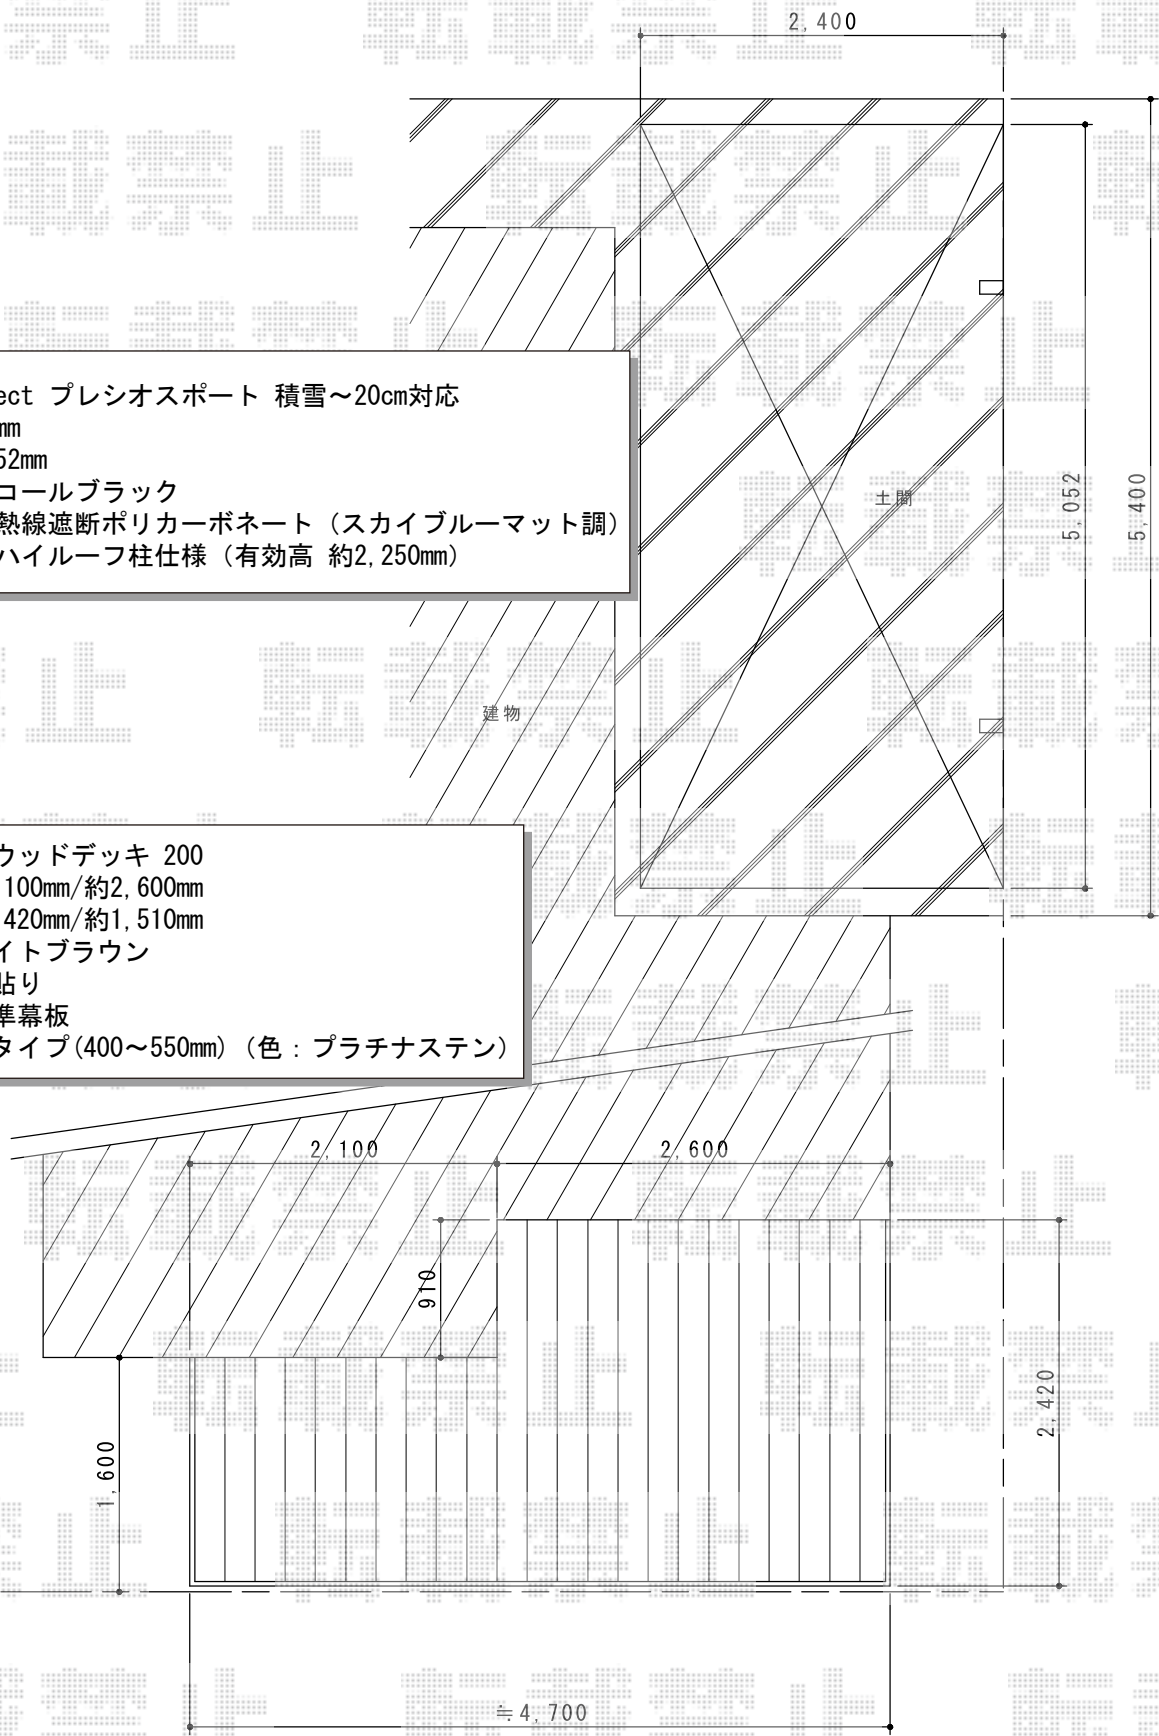 2,400
ect プレシオスポート 積雪～20cm対応
mm
52mm
コールブラック
熱線遮断ポリカーボネート（スカイブルーマット調）
ハイルーフ柱仕様（有効高 約2,250mm）
土間
5,052
5,400
建物
ウッドデッキ 200
100mm/約2,600mm
420mm/約1,510mm
イトブラウン
貼り
準幕板
タイプ(400～550mm)（色：プラチナステン）
2,100
2,600
910
1,600
2,420
≒4,700
転載禁止